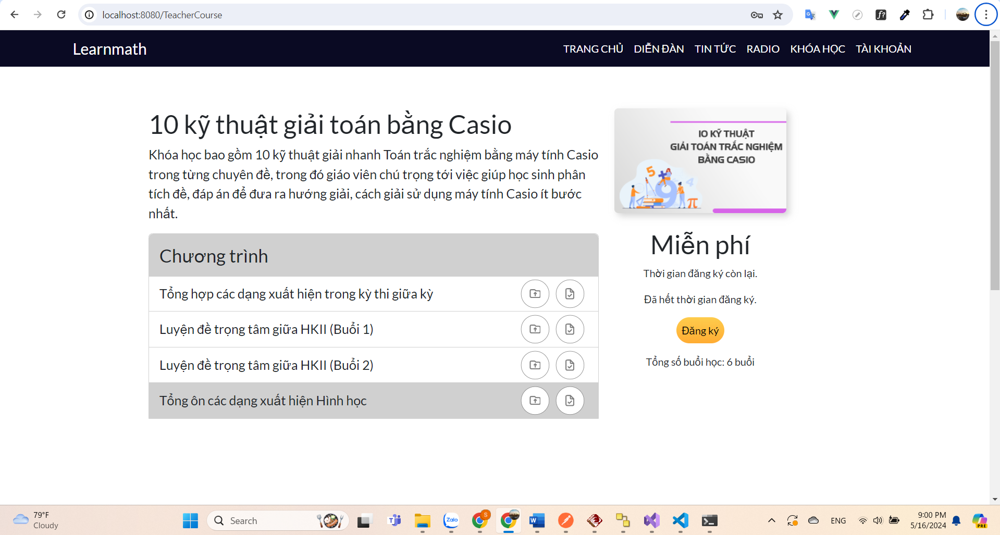 localhost:8080/TeacherCourse
Learnmath
TRANG CHỦ DIỄN ĐÀN TIN TỨC RADIO KHÓA HỌC TÀI KHOẢN
10 kỹ thuật giải toán bằng Casio
Khóa học bao gồm 10 kỹ thuật giải nhanh Toán trắc nghiệm bằng máy tính Casio
trong từng chuyên đề, trong đó giáo viên chú trọng tới việc giúp học sinh phân
tích đề, đáp án để đưa ra hướng giải, cách giải sử dụng máy tính Casio ít bước
nhất.
Chương trình
Tổng hợp các dạng xuất hiện trong kỳ thi giữa kỳ
Luyện đề trọng tâm giữa HKII (Buổi 1)
Luyện đề trọng tâm giữa HKII (Buổi 2)
Tổng ôn các dạng xuất hiện Hình học
10 KỸ THUẬT
GIẢI TOÁN TRẮC NGHIỆM
BẰNG CASIO
5
9
4
π
Miễn phí
Thời gian đăng ký còn lại.
Đã hết thời gian đăng ký.
Đăng ký
Tổng số buổi học: 6 buổi
79°F
Cloudy
Search
Zalo
S
ENG
9:00 PM
5/16/2024
PRE